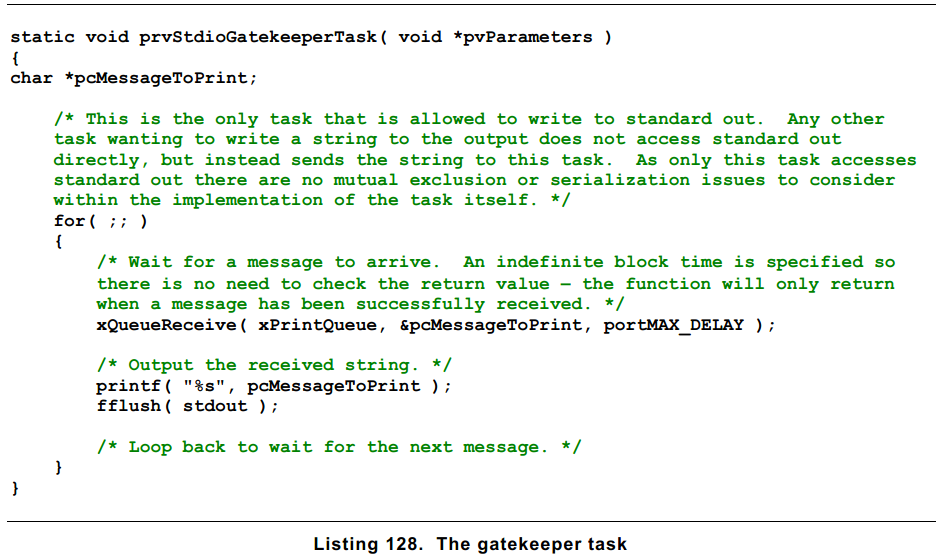 static void prvStdioGatekeeperTask( void *pvParameters )
{
char *pcMessageToPrint;
/* This is the only task that is allowed to write to standard out.  Any other
task wanting to write a string to the output does not access standard out
directly, but instead sends the string to this task.  As only this task accesses
standard out there are no mutual exclusion or serialization issues to consider
within the implementation of the task itself. */
for( ;; )
{
/* Wait for a message to arrive.  An indefinite block time is specified so
there is no need to check the return value – the function will only return
when a message has been successfully received. */
xQueueReceive( xPrintQueue, &pcMessageToPrint, portMAX_DELAY );
/* Output the received string. */
printf( "%s", pcMessageToPrint );
fflush( stdout );
/* Loop back to wait for the next message. */
}
}
Listing 128.  The gatekeeper task